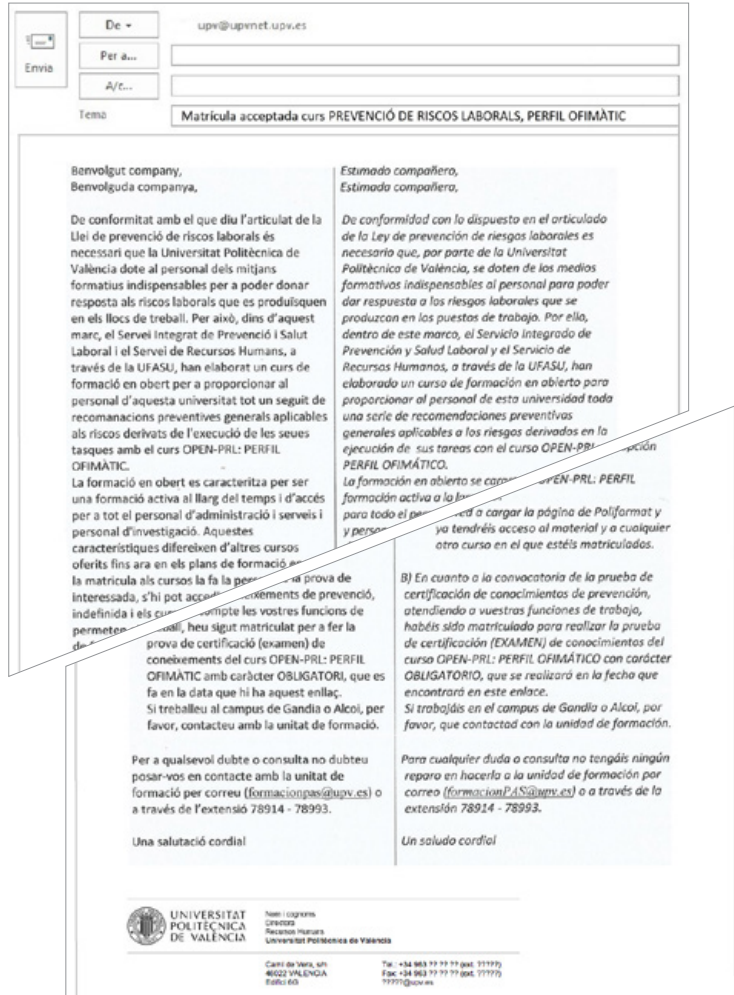 De
upv@upvnet.upv.es
Envia
Per a...
A/c...
Tema
Matrícula acceptada curs PREVENCIÓ DE RISCOS LABORALS, PERFIL OFIMÀTIC
Benvolgut company,
Benvolguda companya,
De conformitat amb el que diu l'articulat de la
Llei de prevenció de riscos laborals és
necessari que la Universitat Politècnica de
València dote al personal dels mitjans
formatius indispensables per a poder donar
resposta als riscos laborals que es produïsquen
en els llocs de treball. Per això, dins d'aquest
marc, el Servei Integrat de Prevenció i Salut
Laboral i el Servei de Recursos Humans, a
través de la UFASU, han elaborat un curs de
formació en obert per a proporcionar al
personal d'aquesta universitat tot un seguit de
recomanacions preventives generals aplicables
als riscos derivats de l'execució de les seues
tasques amb el curs OPEN-PRL: PERFIL
OFIMÀTIC.
La formació en obert es caracteritza per ser
una formació activa al llarg del temps i d'accés
per a tot el personal d'administració i serveis i
personal d'investigació. Aquestes
característiques difereixen d'altres cursos
oferits fins ara en els plans de formació
la matrícula als cursos la fa la
interessada, s'hi pot
indefinida i els
permeten
Estimado compañero,
Estimada compañera,
De conformidad con lo dispuesto en el articulado
de la Ley de prevención de riesgos laborales es
necesario que, por parte de la Universitat
Politècnica de València, se doten de los medios
formativos indispensables al personal para poder
dar respuesta a los riesgos laborales que se
produzcan en los puestos de trabajo. Por ello,
dentro de este marco, el Servicio Integrado de
Prevención y Salud Laboral y el Servicio de
Recursos Humanos, a través de la UFASU, han
elaborado un curso de formación en abierto para
proporcionar al personal de esta universidad toda
una serie de recomendaciones preventivas
generales aplicables a los riesgos derivados en la
ejecución de sus tareas con el curso OPEN-PRL:
PERFIL OFIMÁTICO.
La formación en abierto se
formación activa a lo
para todo el
y
la prova de
coneixements de prevenció,
compte les vostres funcions de
heu sigut matriculat per a fer la
prova de certificació (examen) de
coneixements del curs OPEN-PRL: PERFIL
OFIMÀTIC amb caràcter OBLIGATORI, que es
fa en la data que hi ha aquest enllaç.
Si treballeu al campus de Gandia o Alcoi, per
favor, contacteu amb la unitat de formació.
Per a qualsevol dubte o consulta no dubteu
posar-vos en contacte amb la unitat de
formació per correu (formacionpas@upv.es) o
a través de l'extensió 78914 - 78993.
Una salutació cordial
OPEN-PRL: PERFIL
a cargar la página de Poliformat y
ya tendréis acceso al material y a cualquier
otro curso en el que estéis matriculados.
B) En cuanto a la convocatoria de la prueba de
certificación de conocimientos de prevención,
atendiendo a vuestras funciones de trabajo,
habéis sido matriculado para realizar la prueba
de certificación (EXAMEN) de conocimientos del
curso OPEN-PRL: PERFIL OFIMÁTICO con carácter
OBLIGATORIO, que se realizará en la fecha que
encontrará en este enlace.
Si trabajáis en el campus de Gandia o Alcoi, por
favor, que contactad con la unidad de formación.
Para cualquier duda o consulta no tengáis ningún
reparo en hacerla a la unidad de formación por
correo (formacionPAS@upv.es) o a través de la
extensión 78914 - 78993.
Un saludo cordial
UNIVERSITAT
POLITÈCNICA
DE VALÈNCIA
Nom i cognoms
Directora
Recursos Humans
Universitat Politècnica de València
Camí de Vera, s/n
46022 VALÈNCIA
Edifici 6G
Tel.: +34 963 ?? ?? ?? (ext. ?????)
Fax: +34 963 ?? ?? ?? (ext. ?????)
?????@upv.es